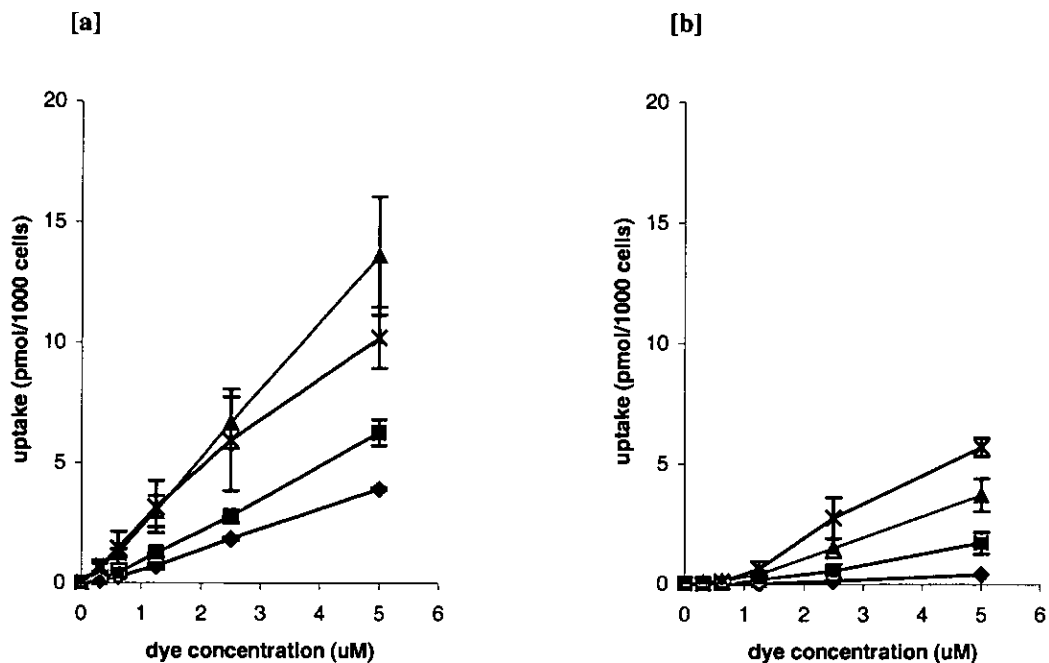 [a]
20
15
10
5
0
uptake (pmol/1000 cells)
0 1 2 3 4 5 6
dye concentration (uM)
[b]
20
15
10
5
0
uptake (pmol/1000 cells)
0 1 2 3 4 5 6
dye concentration (uM)